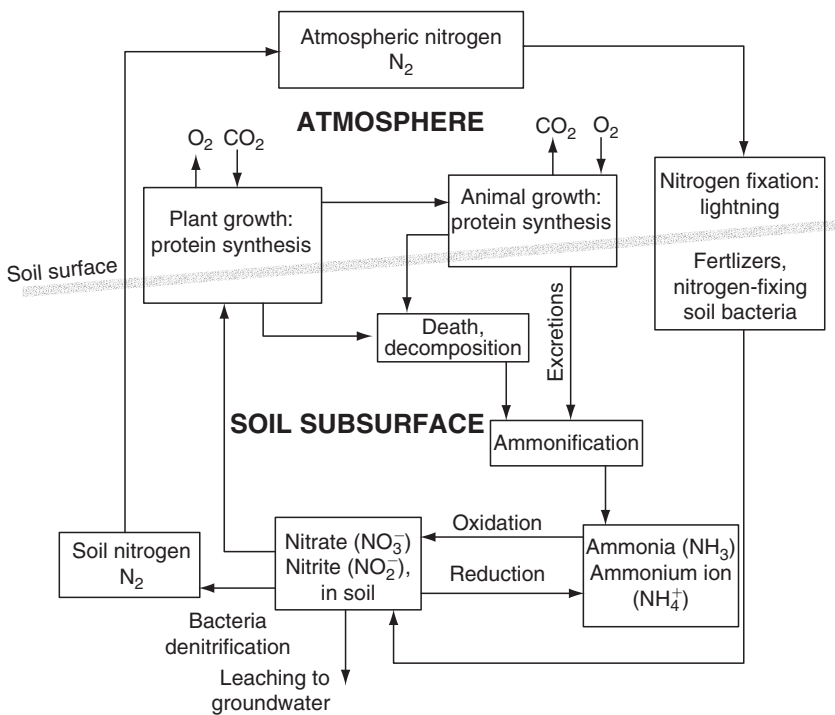 Atmospheric nitrogen
N₂
ATMOSPHERE
O₂ CO₂
CO₂ O₂
Plant growth:
protein synthesis
Animal growth:
protein synthesis
Nitrogen fixation:
lightning
Fertlizers,
nitrogen-fixing
soil bacteria
Soil surface
Death,
decomposition
Excretions
SOIL SUBSURFACE
Ammonification
Soil nitrogen
N₂
Nitrate (NO₃⁻)
Nitrite (NO₂⁻),
in soil
Oxidation
Reduction
Ammonia (NH₃)
Ammonium ion
(NH₄⁺)
Bacteria
denitrification
Leaching to
groundwater